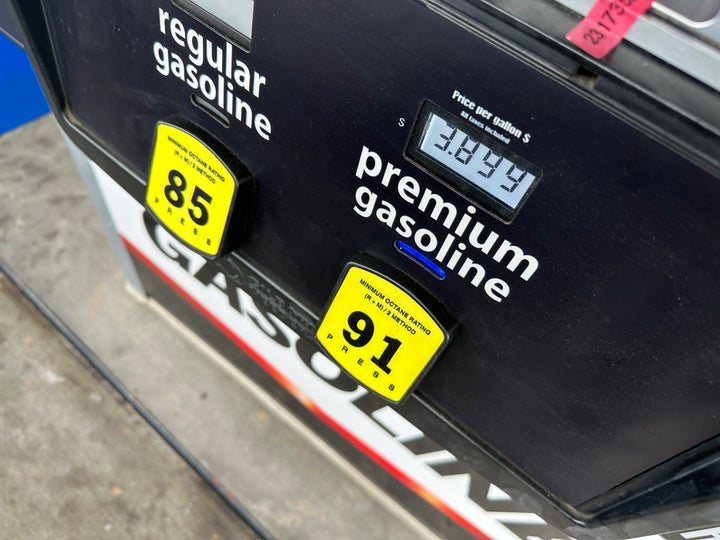 regular
gasoline
MINIMUM OCTANE RATING
(R + M) / 2 METHOD
85
PRESS
Price per gallon $
All taxes included
$
3.899
premium
gasoline
MINIMUM OCTANE RATING
(R + M) / 2 METHOD
91
PRESS
GASOLIN